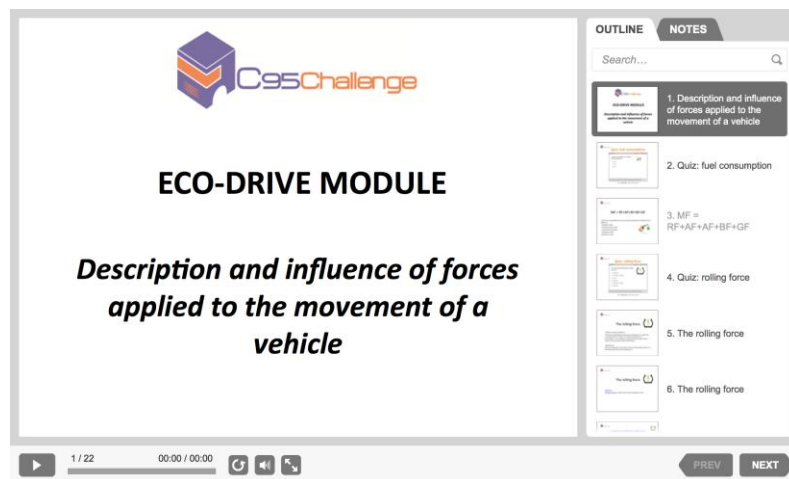 C95Challenge
ECO-DRIVE MODULE
Description and influence of forces
applied to the movement of a
vehicle
1 / 22
00:00 / 00:00
OUTLINE
NOTES
Search...
1. Description and influence
of forces applied to the
movement of a vehicle
2. Quiz: fuel consumption
3. MF =
RF+AF+AF+BF+GF
4. Quiz: rolling force
5. The rolling force
6. The rolling force
PREV
NEXT